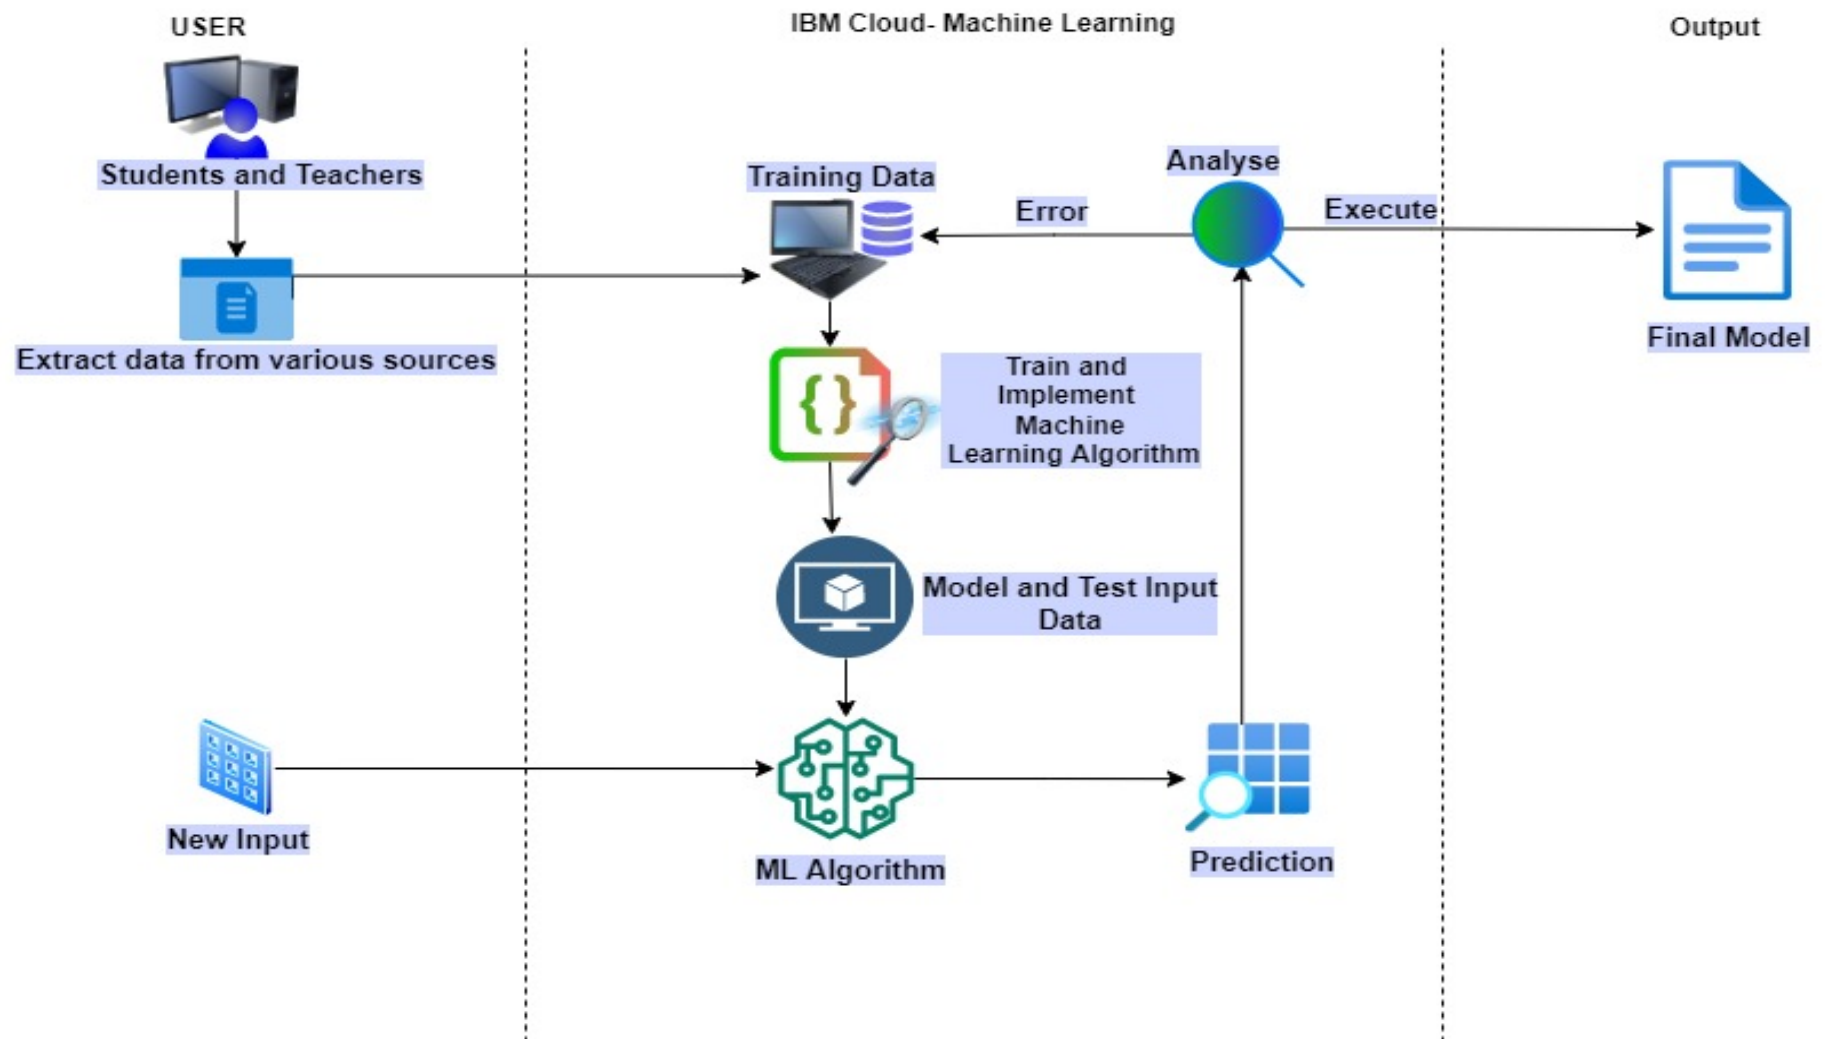 USER
IBM Cloud- Machine Learning
Output
Students and Teachers
Extract data from various sources
New Input
Training Data
Error
Analyse
Execute
Train and
Implement
Machine
Learning Algorithm
Model and Test Input
Data
ML Algorithm
Prediction
Final Model